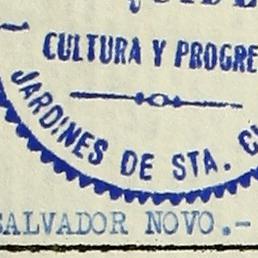 CULTURA Y PROGRE
JARDINES DE STA. C
SALVADOR NOVO.-